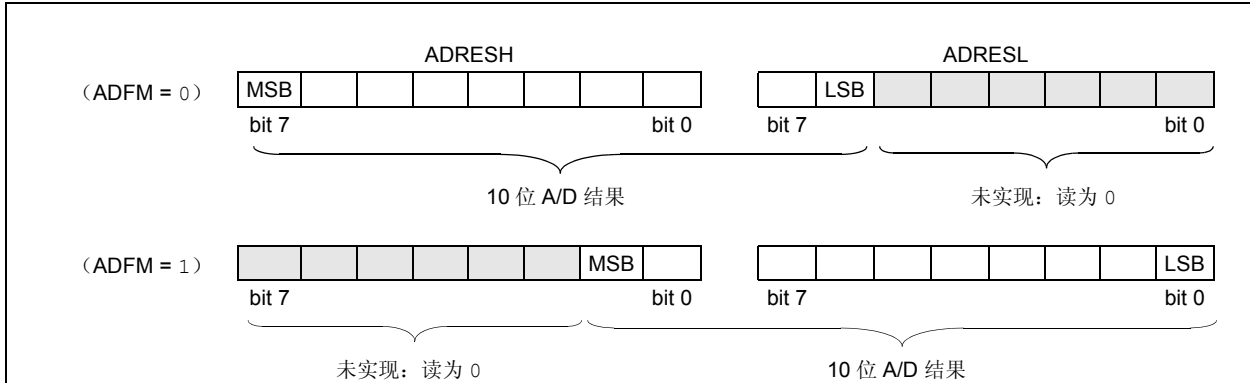 ADRESH ADRESL
（ADFM = 0） MSB LSB
bit 7 bit 0 bit 7 bit 0
10 位 A/D 结果 未实现：读为 0
（ADFM = 1） MSB LSB
bit 7 bit 0 bit 7 bit 0
未实现：读为 0 10 位 A/D 结果